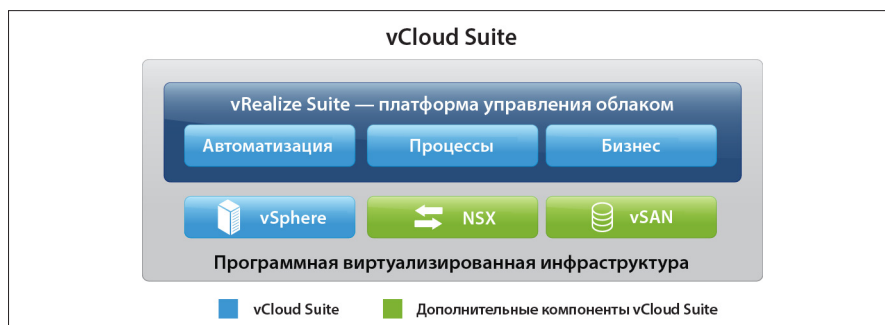 vCloud Suite
vRealize Suite — платформа управления облаком
Автоматизация
Процессы
Бизнес
vSphere
NSX
vSAN
Программная виртуализированная инфраструктура
vCloud Suite
Дополнительные компоненты vCloud Suite